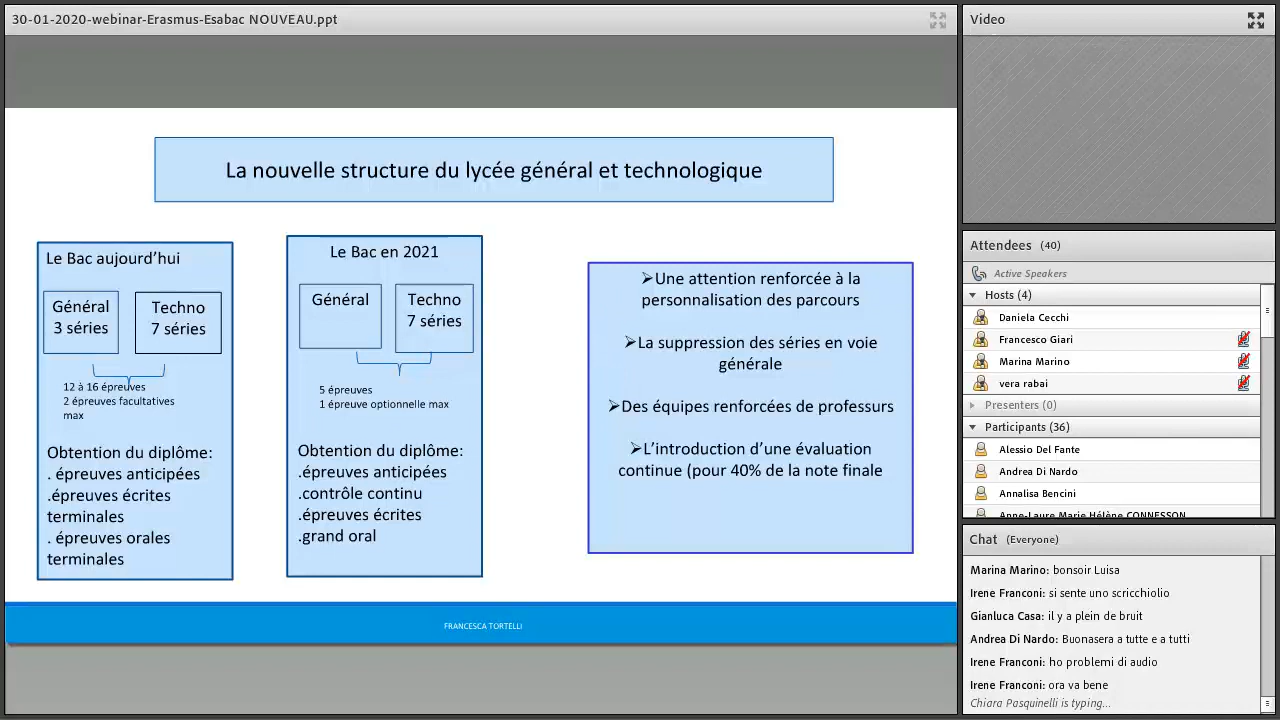 30-01-2020-webinar-Erasmus-Esabac NOUVEAU.ppt
La nouvelle structure du lycée général et technologique
Le Bac aujourd’hui
Général
3 séries
Techno
7 séries
12 à 16 épreuves
2 épreuves facultatives
max
Obtention du diplôme:
. épreuves anticipées
.épreuves écrites
terminales
. épreuves orales
terminales
Le Bac en 2021
Général
Techno
7 séries
5 épreuves
1 épreuve optionnelle max
Obtention du diplôme:
.épreuves anticipées
.contrôle continu
.épreuves écrites
.grand oral
➢Une attention renforcée à la
personnalisation des parcours
➢La suppression des séries en voie
générale
➢Des équipes renforcées de professurs
➢L’introduction d’une évaluation
continue (pour 40% de la note finale
FRANCESCA TORTELLI
Video
Attendees (40)
Active Speakers
Hosts (4)
Daniela Cecchi
Francesco Giari
Marina Marino
vera rabai
Presenters (0)
Participants (36)
Alessio Del Fante
Andrea Di Nardo
Annalisa Bencini
Anne-Laure Marie Hélène CONNESSON
Chat (Everyone)
Marina Marino: bonsoir Luisa
Irene Franconi: si sente uno scricchiolio
Gianluca Casa: il y a plein de bruit
Andrea Di Nardo: Buonasera a tutte e a tutti
Irene Franconi: ho problemi di audio
Irene Franconi: ora va bene
Chiara Pasquinelli is typing...